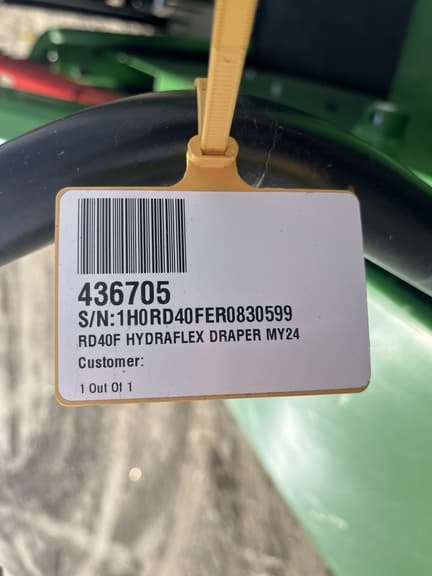 436705
S/N:1H0RD40FER0830599
RD40F HYDRAFLEX DRAPER MY24
Customer:
1 Out Of 1